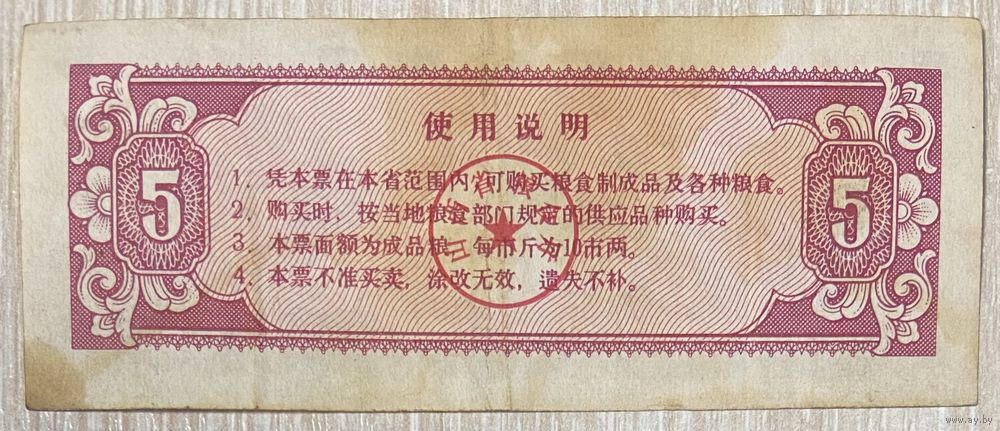 使用说明
5
5
1. 凭本票在本省范围内，可购买粮食制成品及各种粮食。
2. 购买时，按当地粮食部门规定的供应品种购买。
3. 本票面额为成品粮，每市斤为10市两。
4. 本票不准买卖，涂改无效，遗失不补。
www.ay.by